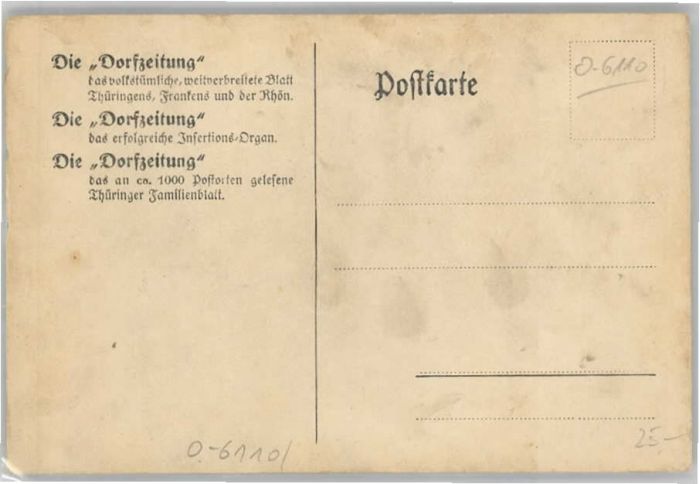 Die „Dorfzeitung“
das volkstümliche, weitverbreitete Blatt
Thüringens, Frankens und der Rhön.
Die „Dorfzeitung“
das erfolgreiche Insertions-Organ.
Die „Dorfzeitung“
das an ca. 1000 Postorten gelesene
Thüringer Familienblatt.
Postkarte
O-6110
O-6110/
25,-